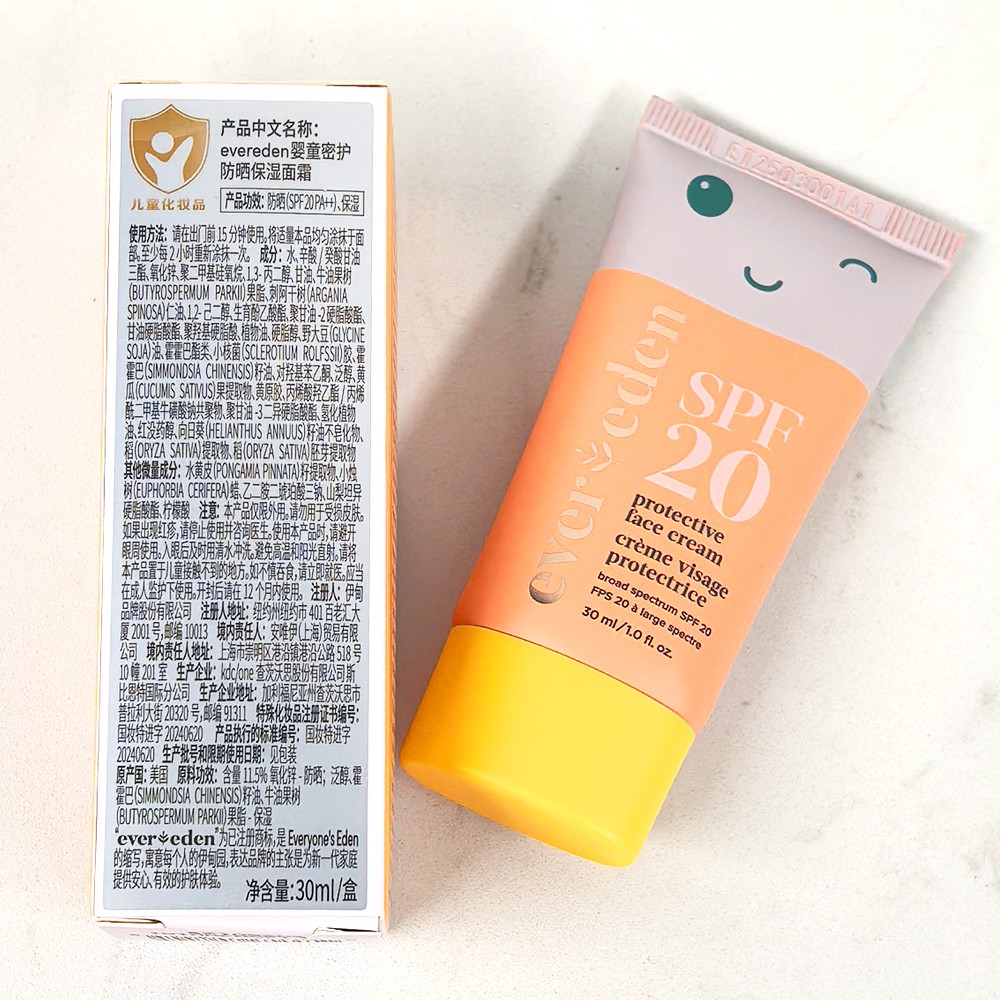 儿童化妆品
产品中文名称：
evereden婴童密护
防晒保湿面霜
产品功效：防晒(SPF20 PA++)、保湿
使用方法：请在出门前15分钟使用。将适量本品均匀涂抹于面
部。至少每2小时重新涂抹一次。 成分：水、辛酸/癸酸甘油
三酯、氧化锌、聚二甲基硅氧烷、1,3-丙二醇、甘油、牛油果树
(BUTYROSPERMUM PARKII)果脂、刺阿干树(ARGANIA
SPINOSA)仁油、1,2-己二醇、生育酚乙酸酯、聚甘油-2硬脂酸酯、
甘油硬脂酸酯、聚羟基硬脂酸、植物油、硬脂醇、野大豆(GLYCINE
SOJA)油、霍霍巴酯类、小核菌(SCLEROTIUM ROLFSSII)胶、霍
霍巴(SIMMONDSIA CHINENSIS)籽油、对羟基苯乙酮、泛醇、黄
瓜(CUCUMIS SATIVUS)果提取物、黄原胶、丙烯酸羟乙酯/丙烯
酰二甲基牛磺酸钠共聚物、聚甘油-3二异硬脂酸酯、氢化植物
油、红没药醇、向日葵(HELIANTHUS ANNUUS)籽油不皂化物、
稻(ORYZA SATIVA)提取物、稻(ORYZA SATIVA)胚芽提取物
其他微量成分：水黄皮(PONGAMIA PINNATA)籽提取物、小烛
树(EUPHORBIA CERIFERA)蜡、乙二胺二琥珀酸三钠、山梨坦异
硬脂酸酯、柠檬酸 注意：本产品仅限外用。请勿用于受损皮肤。
如果出现红疹，请停止使用并咨询医生。使用本产品时，请避开
眼周使用。入眼后及时用清水冲洗。避免高温和阳光直射。请将
本产品置于儿童接触不到的地方。如不慎吞食，请立即就医。应当
在成人监护下使用。开封后请在12个月内使用。 注册人：伊甸
品牌股份有限公司 注册人地址：纽约州纽约市401百老汇大
厦2001号，邮编10013 境内责任人：安唯伊(上海)贸易有限
公司 境内责任人地址：上海市崇明区港沿镇港沿公路518号
10幢201室 生产企业：kdc/one查茨沃思股份有限公司斯
比恩特国际分公司 生产企业地址：加利福尼亚州查茨沃思市
普拉利大街20320号，邮编91311 特殊化妆品注册证书编号：
国妆特进字20240620 产品执行的标准编号：国妆特进字
20240620 生产批号和限期使用日期：见包装
原产国：美国 原料功效：含量11.5%氧化锌-防晒；泛醇、霍
霍巴(SIMMONDSIA CHINENSIS)籽油、牛油果树
(BUTYROSPERMUM PARKII)果脂-保湿
“ever eden”为已注册商标，是Everyone's Eden
的缩写，寓意每个人的伊甸园，表达品牌的主张是为新一代家庭
提供安心、有效的护肤体验。
净含量:30ml/盒
E12503001A1
ever eden
SPF
20
protective
face cream
crème visage
protectrice
broad spectrum SPF 20
FPS 20 à large spectre
30 ml/1.0 fl. oz.